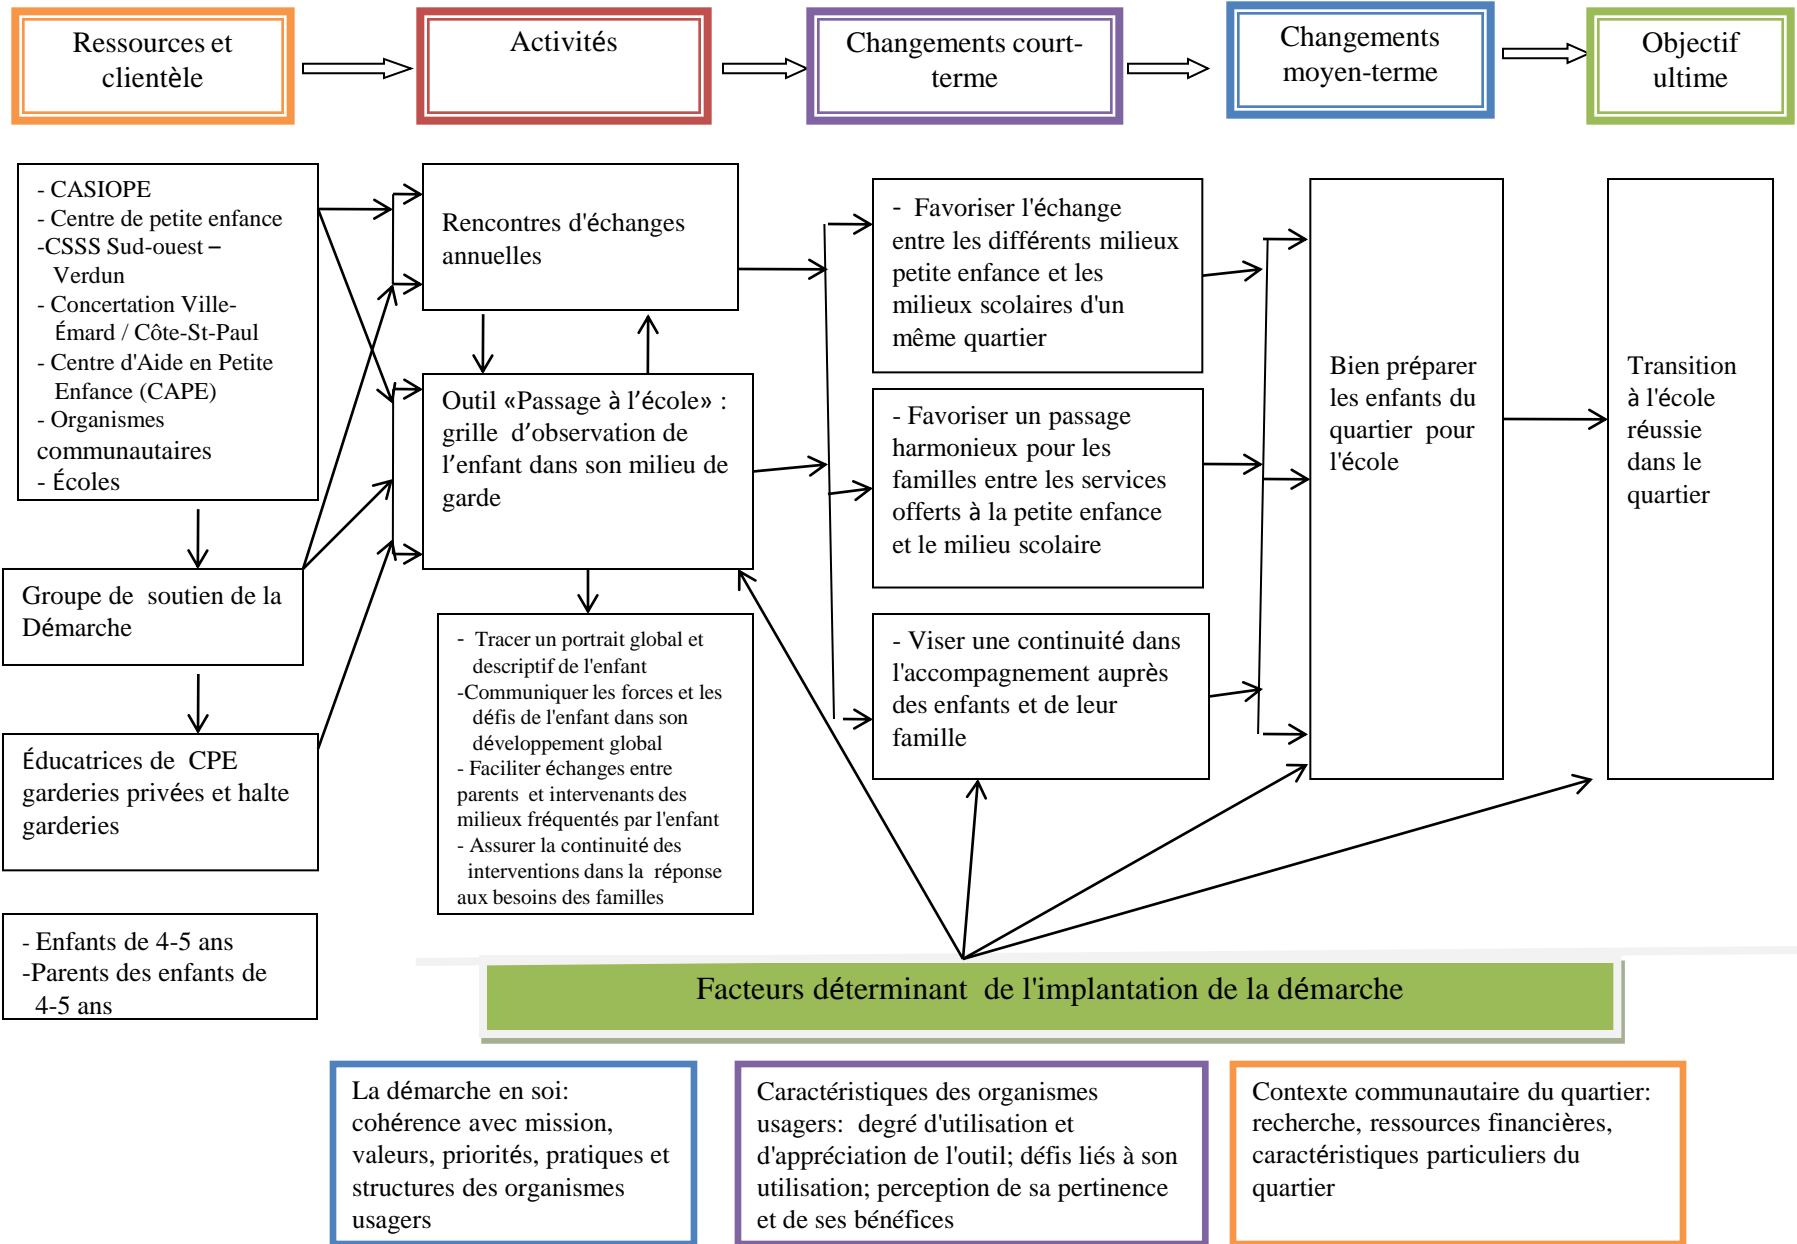 Ressources et
clientèle
Activités
Changements court-
terme
Changements
moyen-terme
Objectif
ultime
- CASIOPE
- Centre de petite enfance
-CSSS Sud-ouest –
Verdun
- Concertation Ville-
Émard / Côte-St-Paul
- Centre d'Aide en Petite
Enfance (CAPE)
- Organismes
communautaires
- Écoles
Groupe de soutien de la
Démarche
Éducatrices de CPE
garderies privées et halte
garderies
- Enfants de 4-5 ans
-Parents des enfants de
4-5 ans
Rencontres d'échanges
annuelles
Outil «Passage à l’école» :
grille d’observation de
l’enfant dans son milieu de
garde
- Tracer un portrait global et
descriptif de l'enfant
-Communiquer les forces et les
défis de l'enfant dans son
développement global
- Faciliter échanges entre
parents et intervenants des
milieux fréquentés par l'enfant
- Assurer la continuité des
interventions dans la réponse
aux besoins des familles
- Favoriser l'échange
entre les différents milieux
petite enfance et les
milieux scolaires d'un
même quartier
- Favoriser un passage
harmonieux pour les
familles entre les services
offerts à la petite enfance
et le milieu scolaire
- Viser une continuité dans
l'accompagnement auprès
des enfants et de leur
famille
Bien préparer
les enfants du
quartier pour
l'école
Transition
à l'école
réussie
dans le
quartier
Facteurs déterminant de l'implantation de la démarche
La démarche en soi:
cohérence avec mission,
valeurs, priorités, pratiques et
structures des organismes
usagers
Caractéristiques des organismes
usagers: degré d'utilisation et
d'appréciation de l'outil; défis liés à son
utilisation; perception de sa pertinence
et de ses bénéfices
Contexte communautaire du quartier:
recherche, ressources financières,
caractéristiques particuliers du
quartier